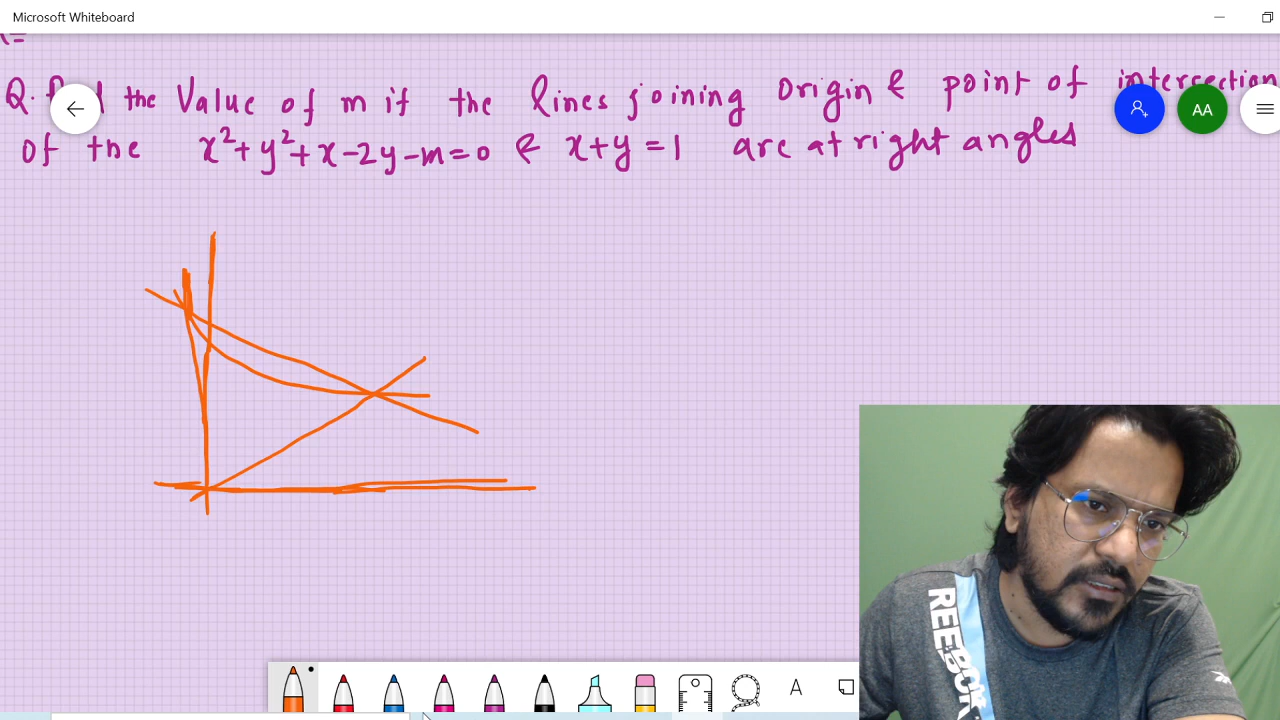 Microsoft Whiteboard
Q. the Value of m if the lines joining origin & point of intersection
of the x²+y²+x-2y-m=0 & x+y=1 are at right angles
AA
A
REEBOK